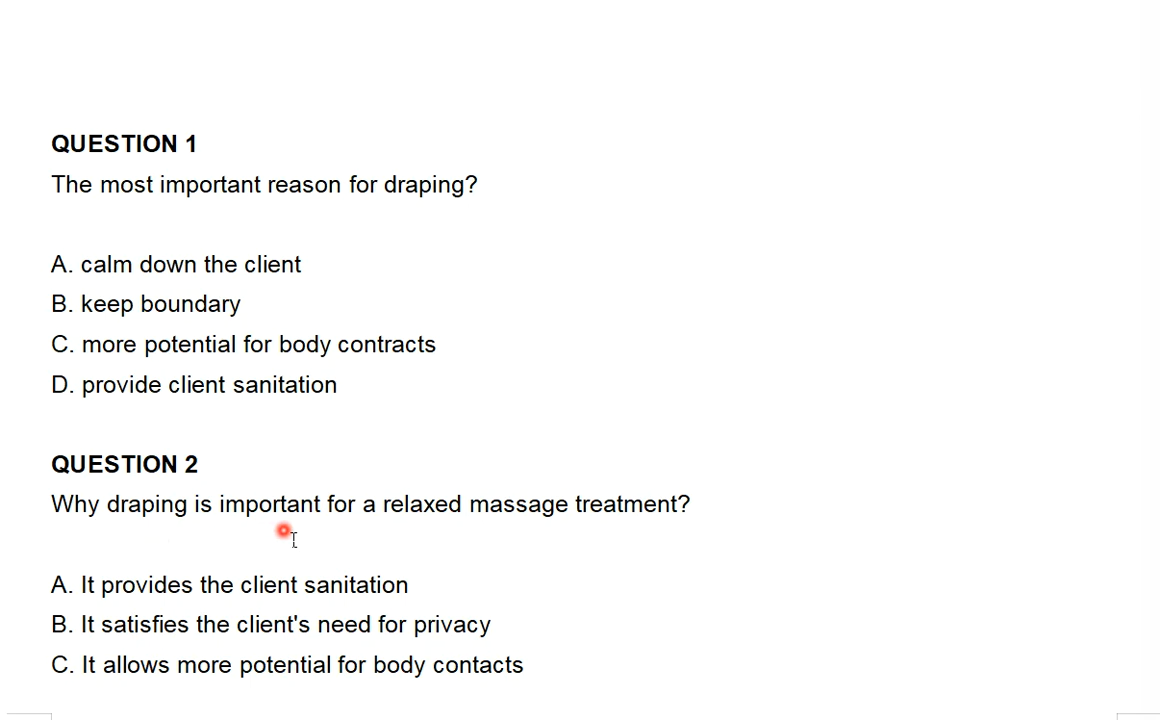 QUESTION 1
The most important reason for draping?
A. calm down the client
B. keep boundary
C. more potential for body contracts
D. provide client sanitation
QUESTION 2
Why draping is important for a relaxed massage treatment?
A. It provides the client sanitation
B. It satisfies the client's need for privacy
C. It allows more potential for body contacts